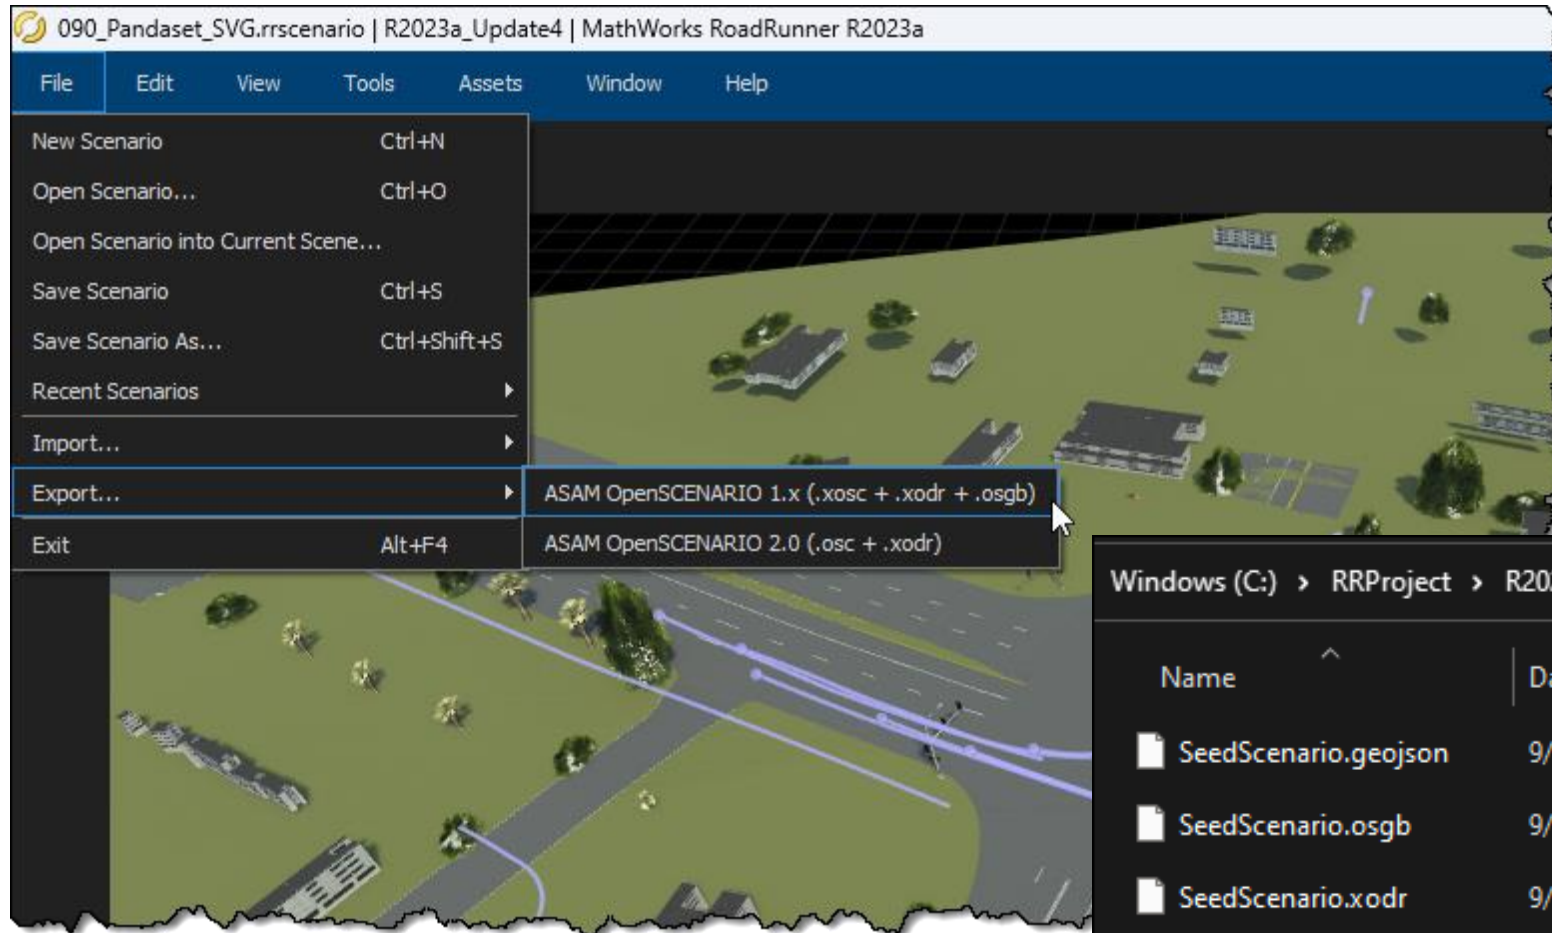 090_Pandaset_SVG.rrscenario | R2023a_Update4 | MathWorks RoadRunner R2023a
File Edit View Tools Assets Window Help
New Scenario Ctrl+N
Open Scenario... Ctrl+O
Open Scenario into Current Scene...
Save Scenario Ctrl+S
Save Scenario As... Ctrl+Shift+S
Recent Scenarios
Import...
Export...
ASAM OpenSCENARIO 1.x (.xosc + .xodr + .osgb)
Exit Alt+F4
ASAM OpenSCENARIO 2.0 (.osc + .xodr)
Windows (C:) > RRProject >
Name
SeedScenario.geojson 9/
SeedScenario.osgb 9/
SeedScenario.xodr 9/